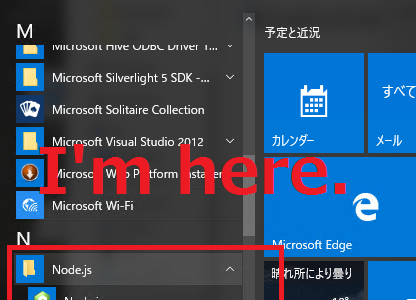 M
Microsoft Hive ODBC Driver 1...
Microsoft Silverlight 5 SDK -...
Microsoft Solitaire Collection
Microsoft Visual Studio 2012
Microsoft Web Platform Installer
Microsoft Wi-Fi
N
Node.js
Node.js
I'm here.
予定と近況
カレンダー
すべて
メール
Microsoft Edge
晴れ所により曇り